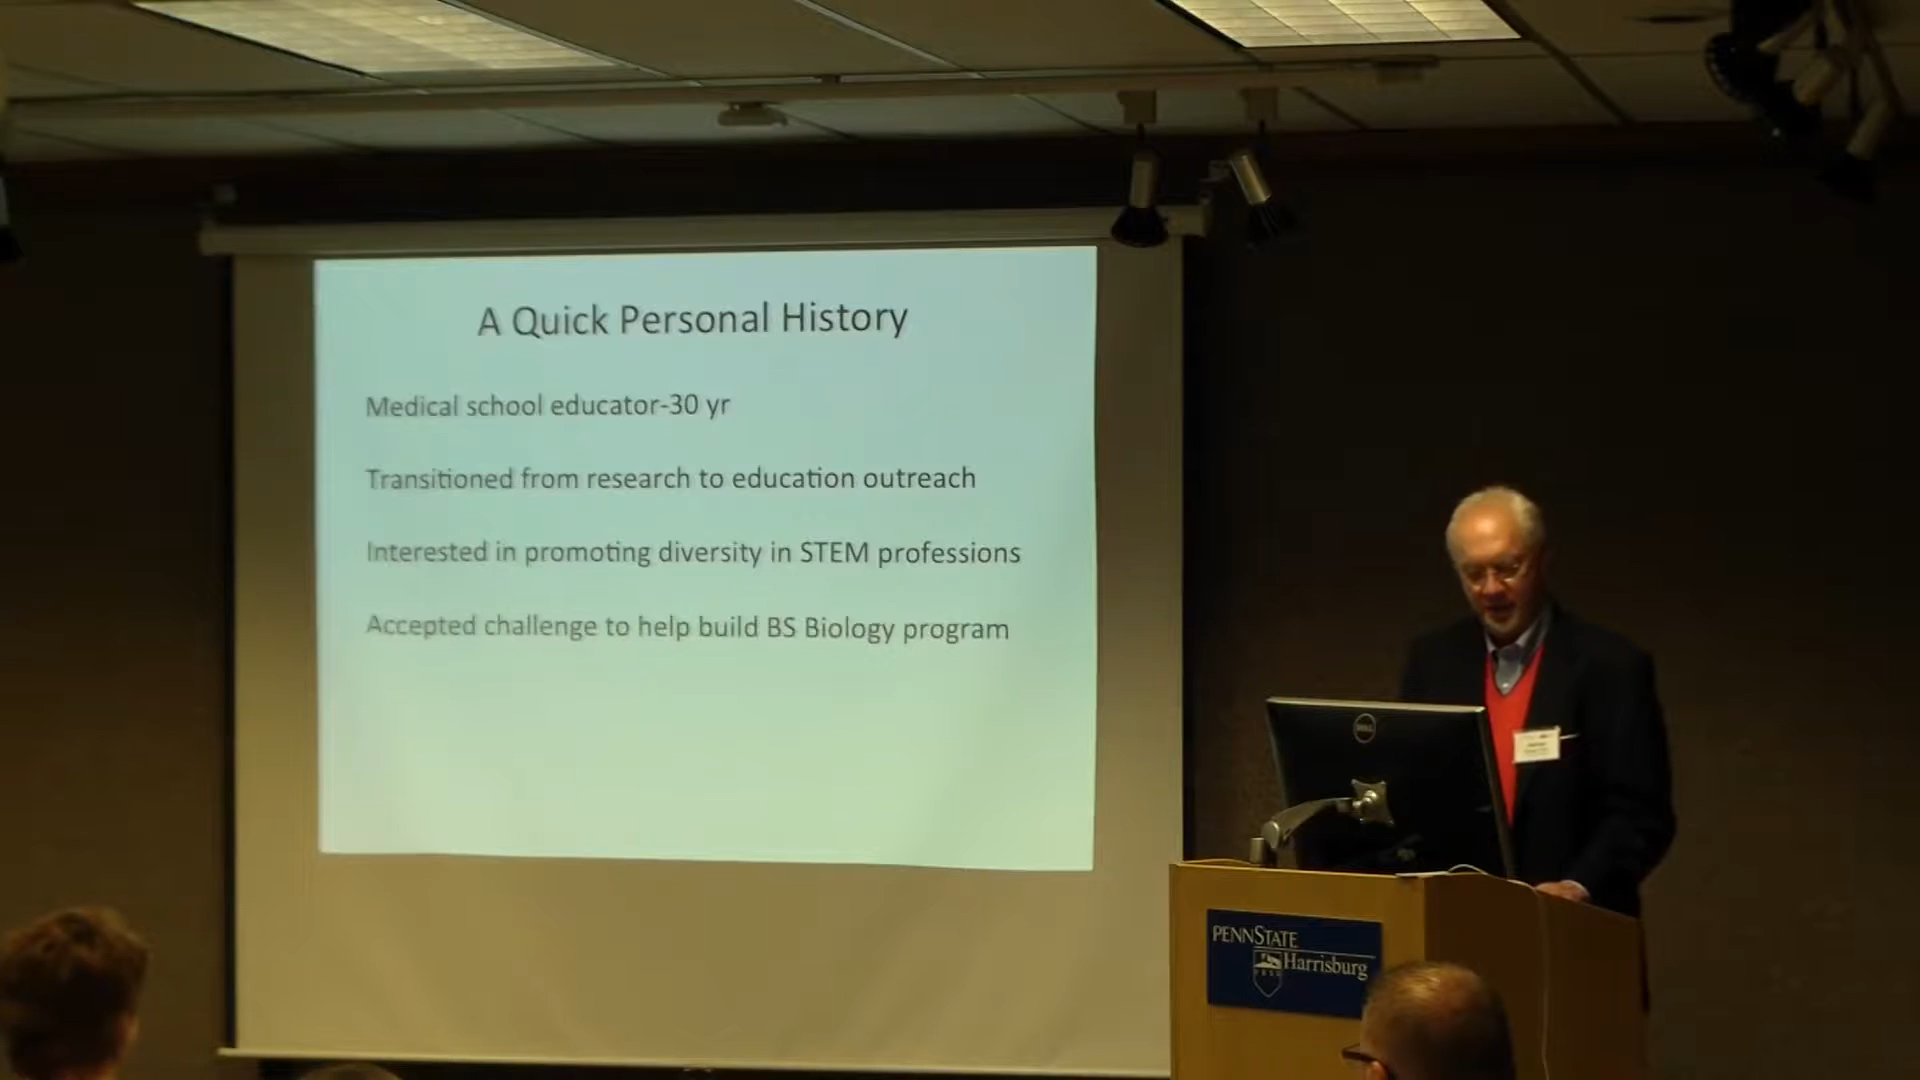 A Quick Personal History
Medical school educator-30 yr
Transitioned from research to education outreach
Interested in promoting diversity in STEM professions
Accepted challenge to help build BS Biology program
DELL
PENNSTATE
Harrisburg